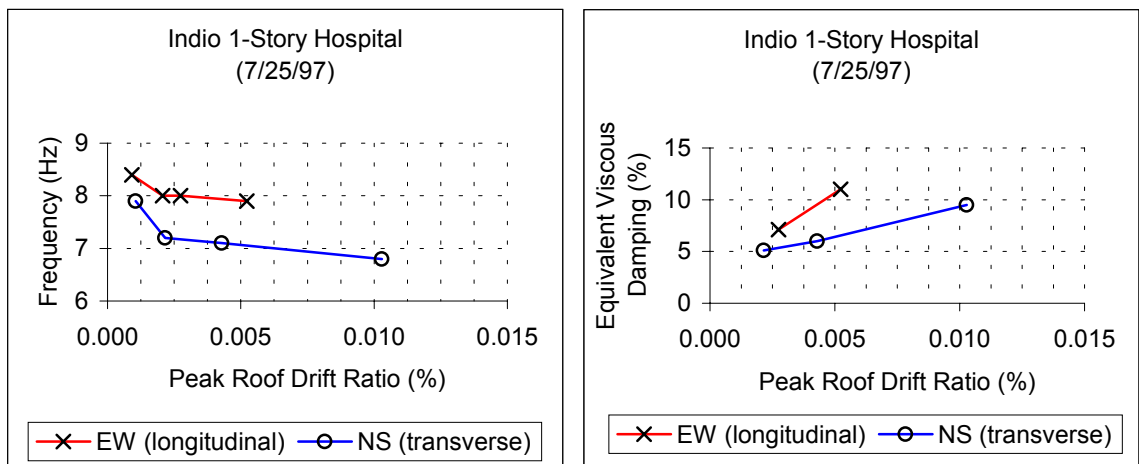 Indio 1-Story Hospital
(7/25/97)
Frequency (Hz)
9
8
7
6
0.000 0.005 0.010 0.015
Peak Roof Drift Ratio (%)
EW (longitudinal) NS (transverse)
Indio 1-Story Hospital
(7/25/97)
Equivalent Viscous
Damping (%)
15
10
5
0
0.000 0.005 0.010 0.015
Peak Roof Drift Ratio (%)
EW (longitudinal) NS (transverse)